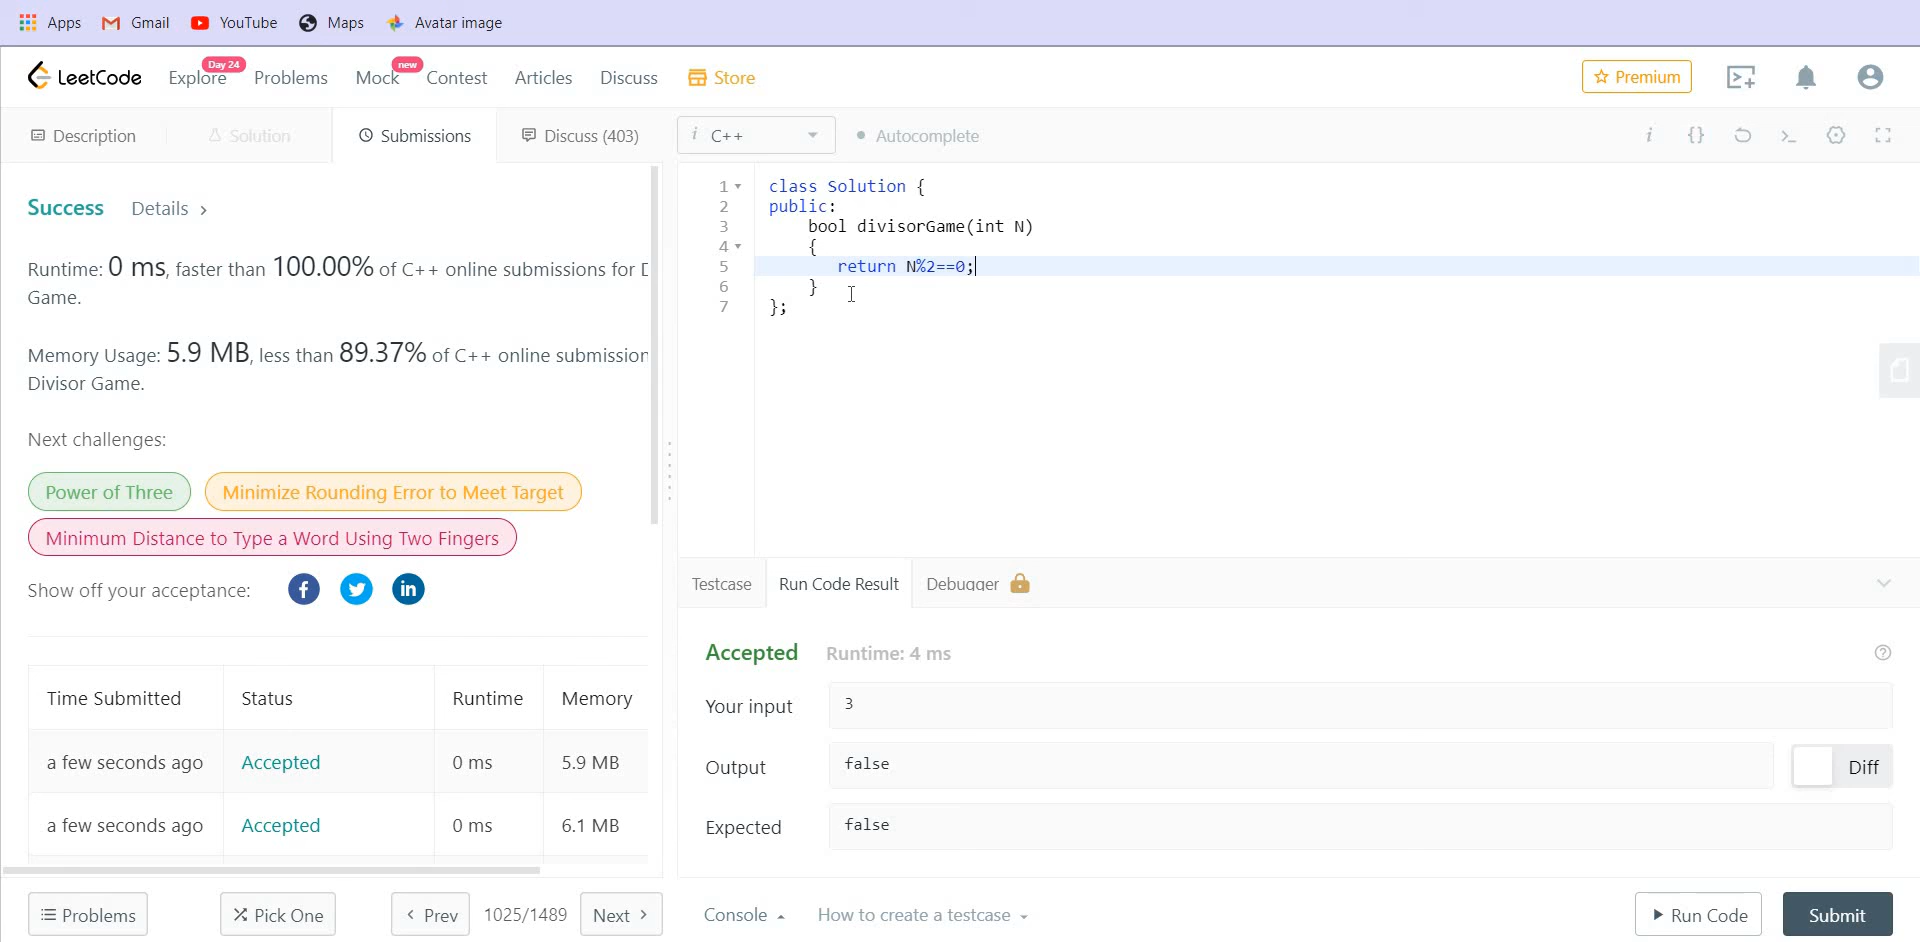 Apps Gmail YouTube Maps Avatar image
LeetCode Explore Day 24 Problems Mock new Contest Articles Discuss Store Premium
Description Solution Submissions Discuss (403) i C++ Autocomplete i {}
Success Details >
Runtime: 0 ms, faster than 100.00% of C++ online submissions for D
Game.
Memory Usage: 5.9 MB, less than 89.37% of C++ online submission
Divisor Game.
Next challenges:
Power of Three Minimize Rounding Error to Meet Target
Minimum Distance to Type a Word Using Two Fingers
Show off your acceptance:
Time Submitted Status Runtime Memory
a few seconds ago Accepted 0 ms 5.9 MB
a few seconds ago Accepted 0 ms 6.1 MB
Problems Pick One < Prev 1025/1489 Next >
1 class Solution {
2 public:
3 bool divisorGame(int N)
4 {
5 return N%2==0;
6 }
7 };
Testcase Run Code Result Debugger
Accepted Runtime: 4 ms
Your input 3
Output false Diff
Expected false
Console How to create a testcase Run Code Submit